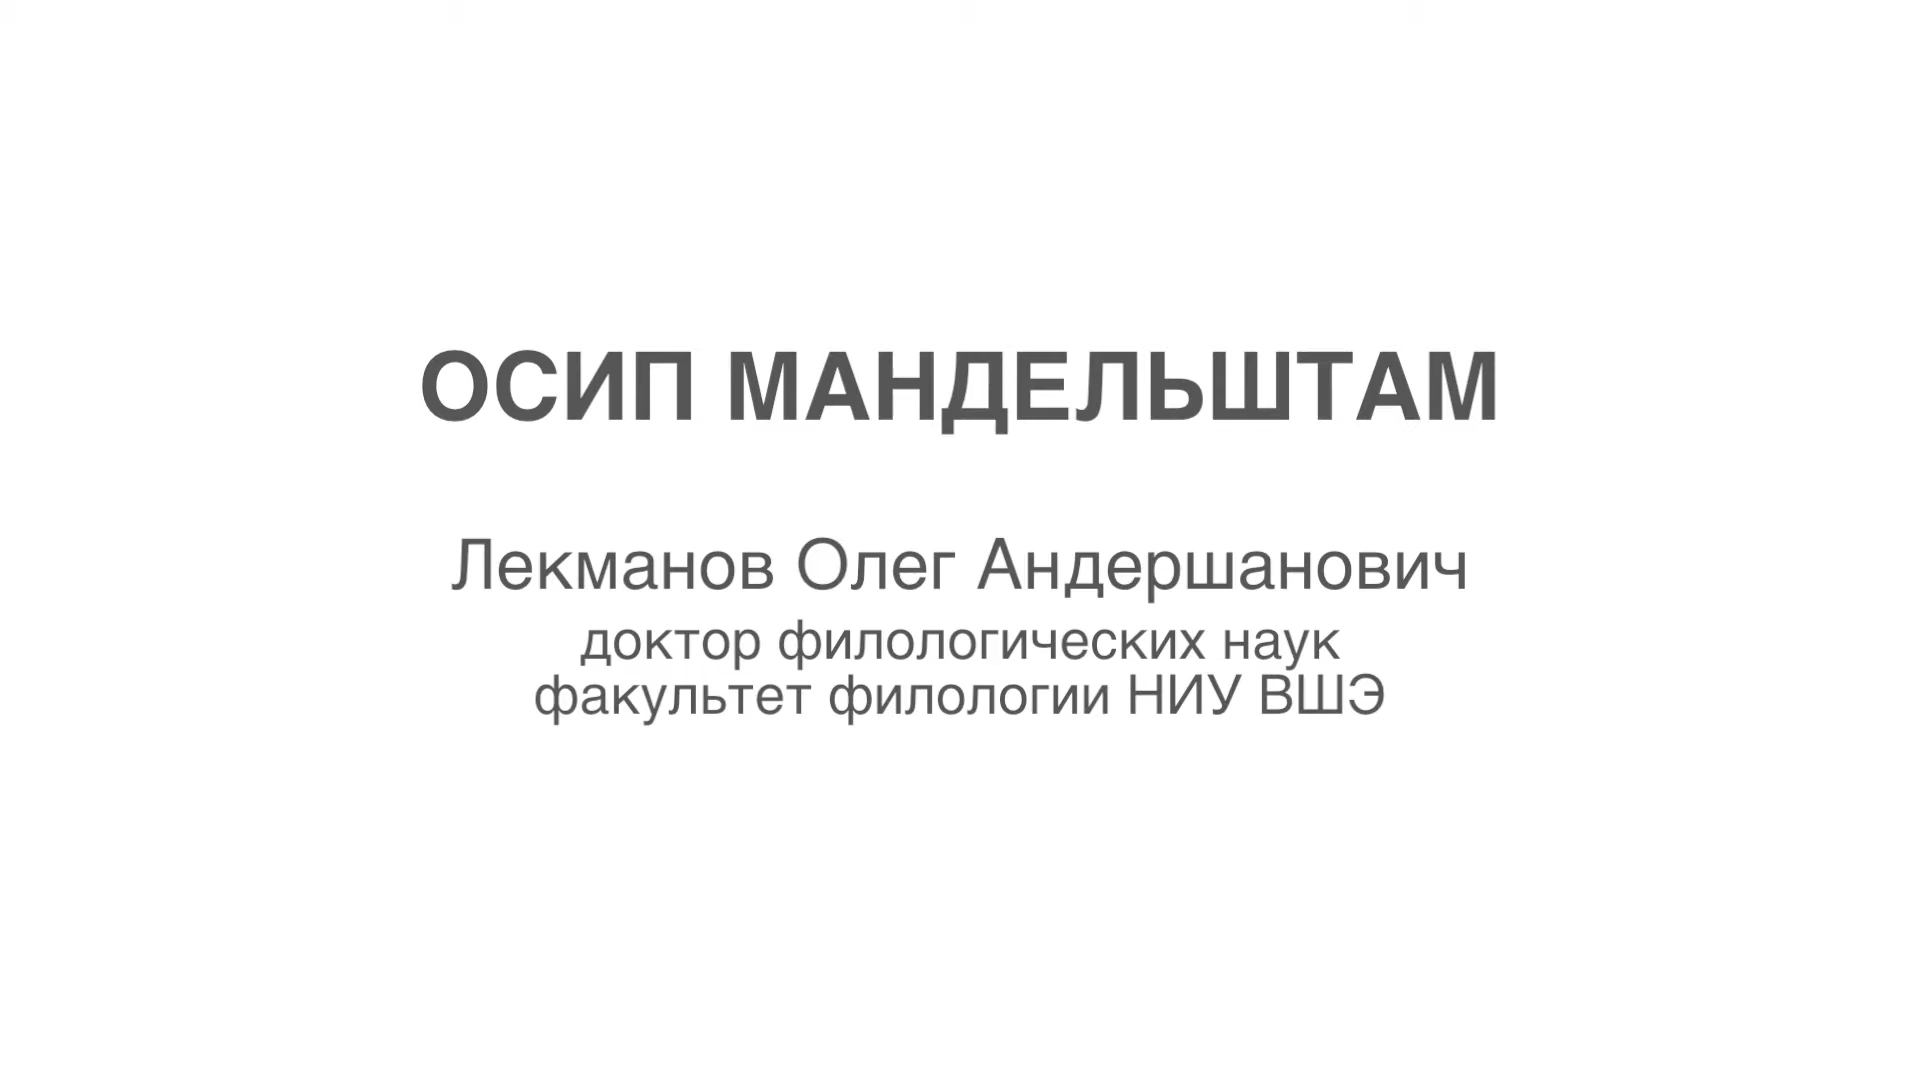 ОСИП МАНДЕЛЬШТАМ
Лекманов Олег Андершанович
доктор филологических наук
факультет филологии НИУ ВШЭ